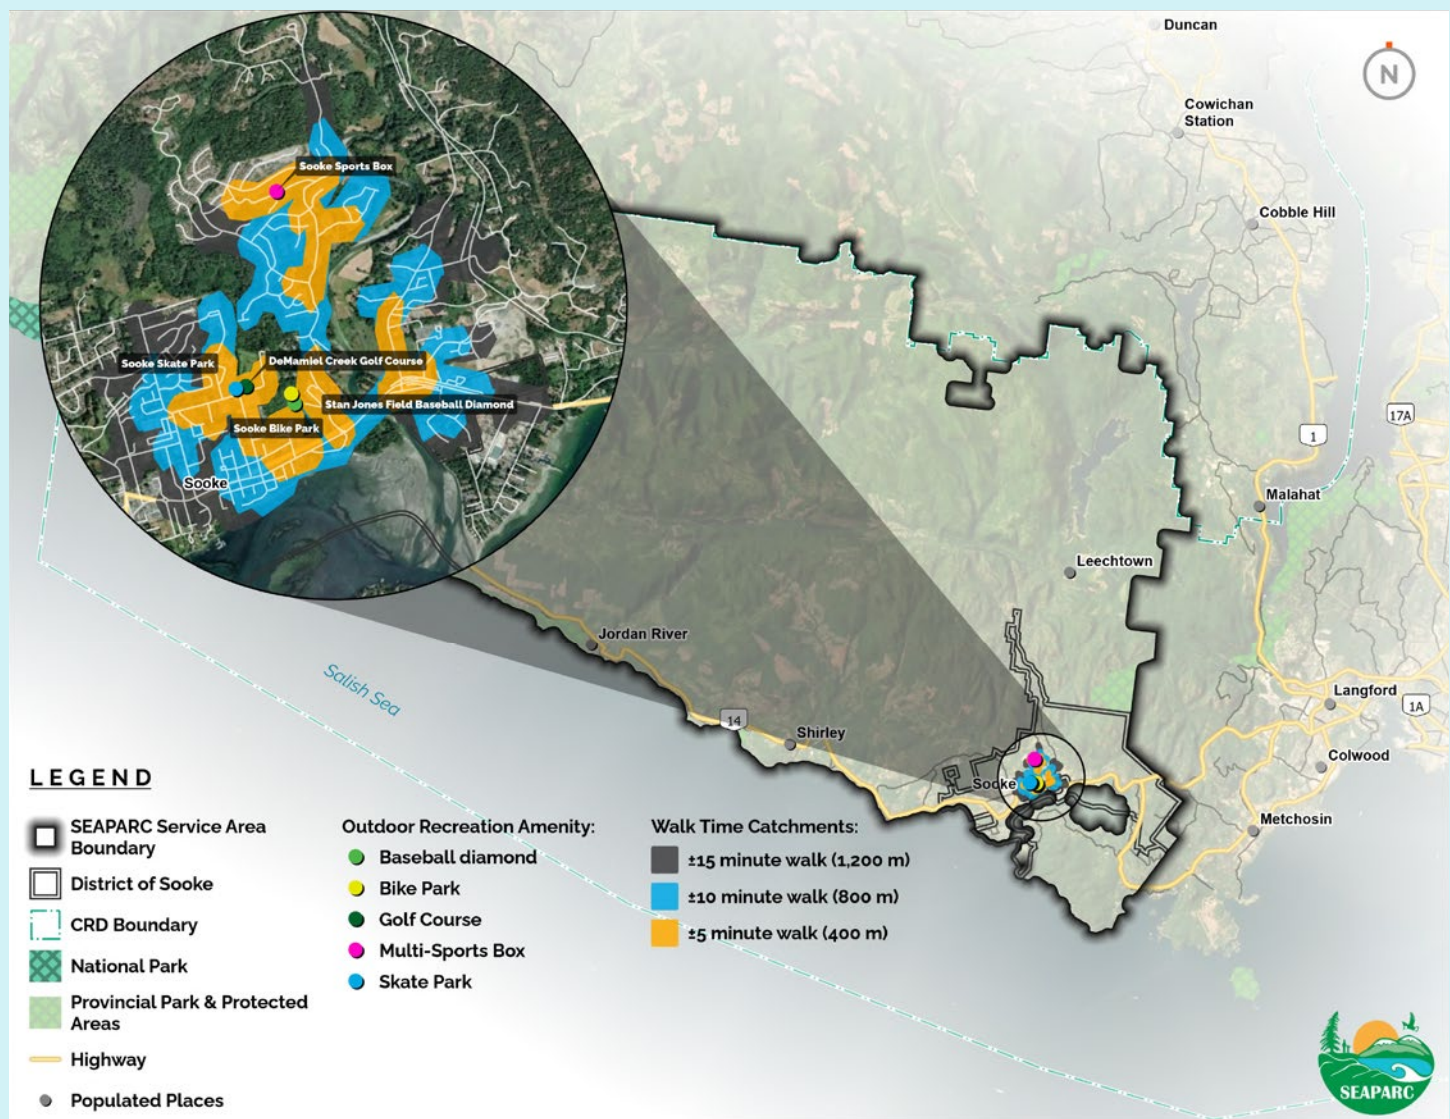 Duncan
N
Cowichan
Station
Sooke Sports Box
Cobble Hill
Sooke Skate Park
DeMamiel Creek Golf Course
Stan Jones Field Baseball Diamond
Sooke Bike Park
17A
1
Sooke
Malahat
Leechtown
Jordan River
Salish Sea
Langford
1A
14
Shirley
Colwood
Sooke
Metchosin
LEGEND
SEAPARC Service Area
Boundary
District of Sooke
CRD Boundary
National Park
Provincial Park & Protected
Areas
Highway
Populated Places
Outdoor Recreation Amenity:
Baseball diamond
Bike Park
Golf Course
Multi-Sports Box
Skate Park
Walk Time Catchments:
±15 minute walk (1,200 m)
±10 minute walk (800 m)
±5 minute walk (400 m)
SEAPARC